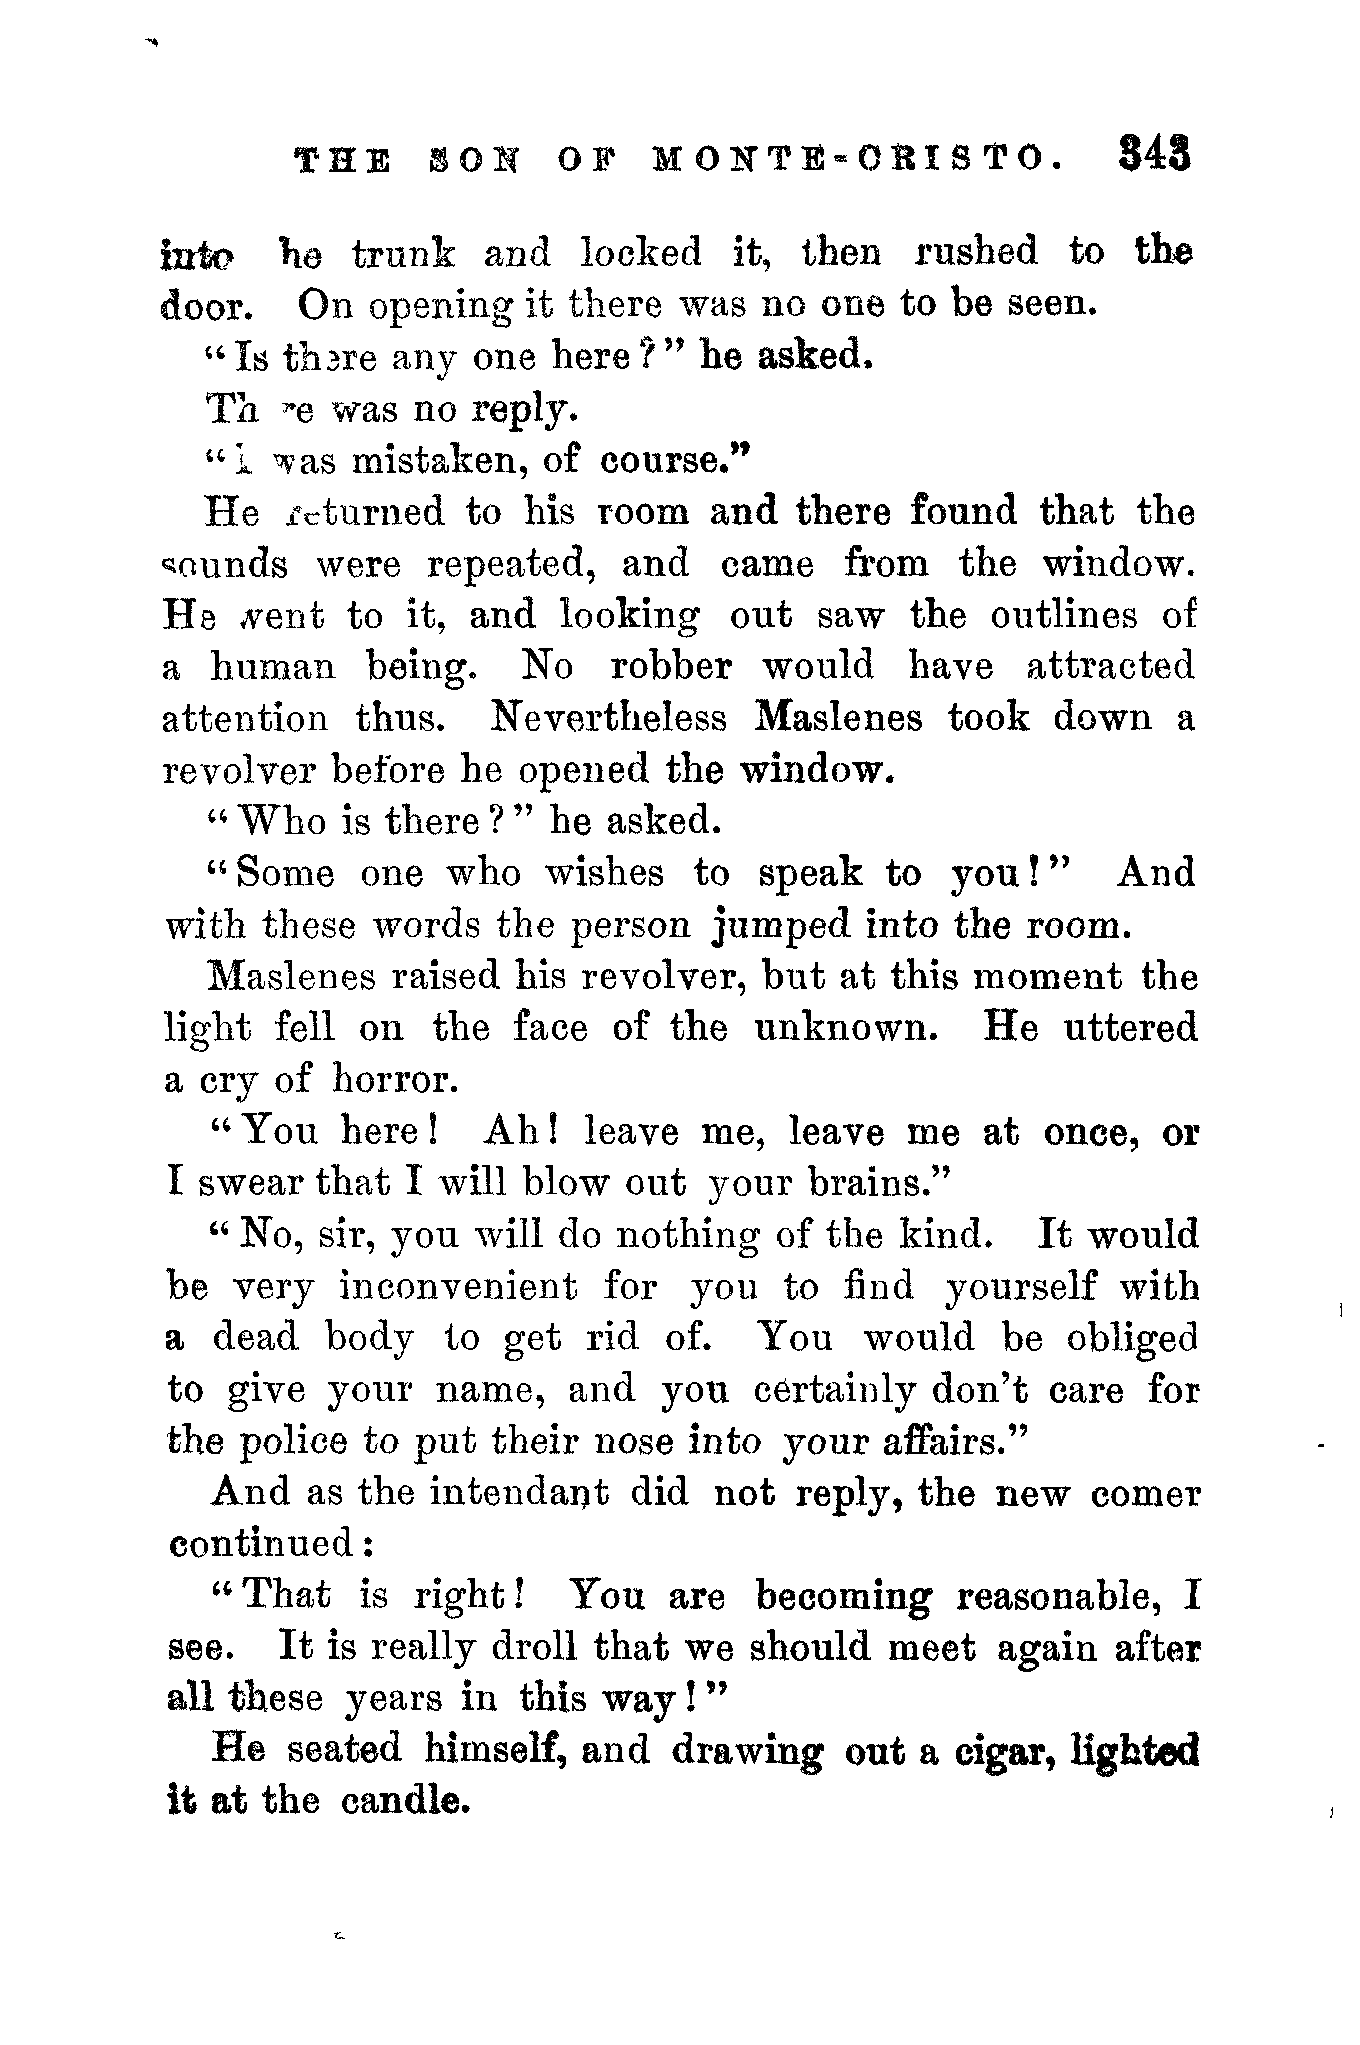 THE SON OF MONTE-CRISTO. 343
into he trunk and locked it, then rushed to the
door. On opening it there was no one to be seen.
"Is there any one here?" he asked.
There was no reply.
"I was mistaken, of course."
He returned to his room and there found that the
sounds were repeated, and came from the window.
He went to it, and looking out saw the outlines of
a human being. No robber would have attracted
attention thus. Nevertheless Maslenes took down a
revolver before he opened the window.
"Who is there?" he asked.
"Some one who wishes to speak to you!" And
with these words the person jumped into the room.
Maslenes raised his revolver, but at this moment the
light fell on the face of the unknown. He uttered
a cry of horror.
"You here! Ah! leave me, leave me at once, or
I swear that I will blow out your brains."
"No, sir, you will do nothing of the kind. It would
be very inconvenient for you to find yourself with
a dead body to get rid of. You would be obliged
to give your name, and you certainly don't care for
the police to put their nose into your affairs."
And as the intendant did not reply, the new comer
continued:
"That is right! You are becoming reasonable, I
see. It is really droll that we should meet again after
all these years in this way!"
He seated himself, and drawing out a cigar, lighted
it at the candle.